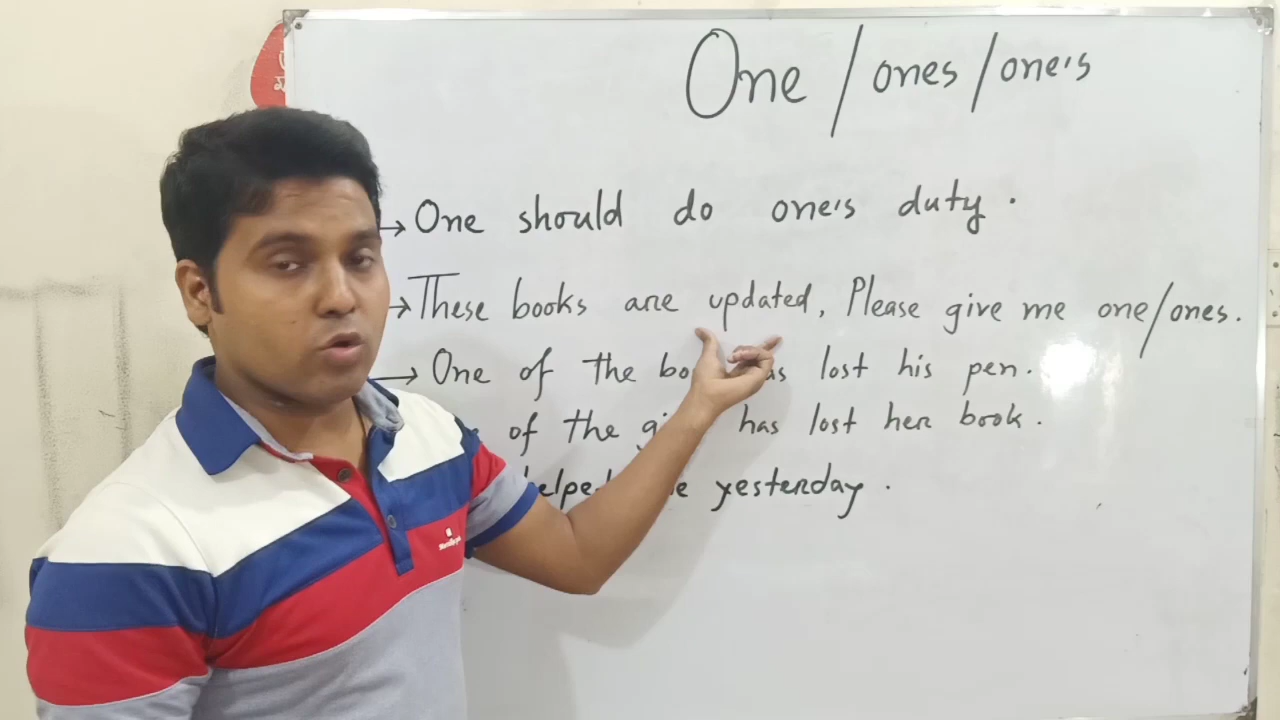 One / ones / one's
→ One should do one's duty.
→ These books are updated, Please give me one/ones.
→ One of the has lost his pen.
of the has lost her book.
yesterday.